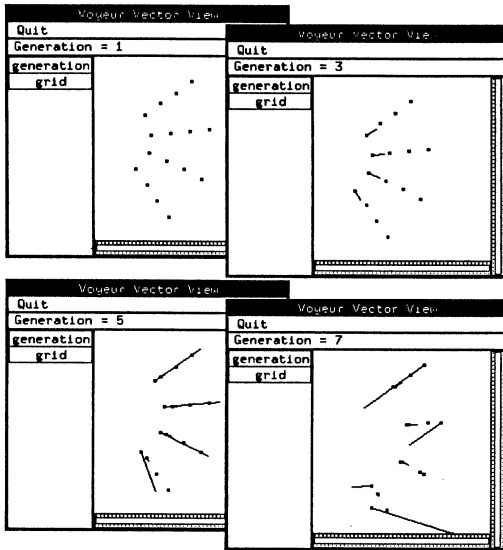 Voyeur Vector View
Quit
Generation = 1
generation
grid
Voyeur Vector View
Quit
Generation = 3
generation
grid
Voyeur Vector View
Quit
Generation = 5
generation
grid
Voyeur Vector View
Quit
Generation = 7
generation
grid